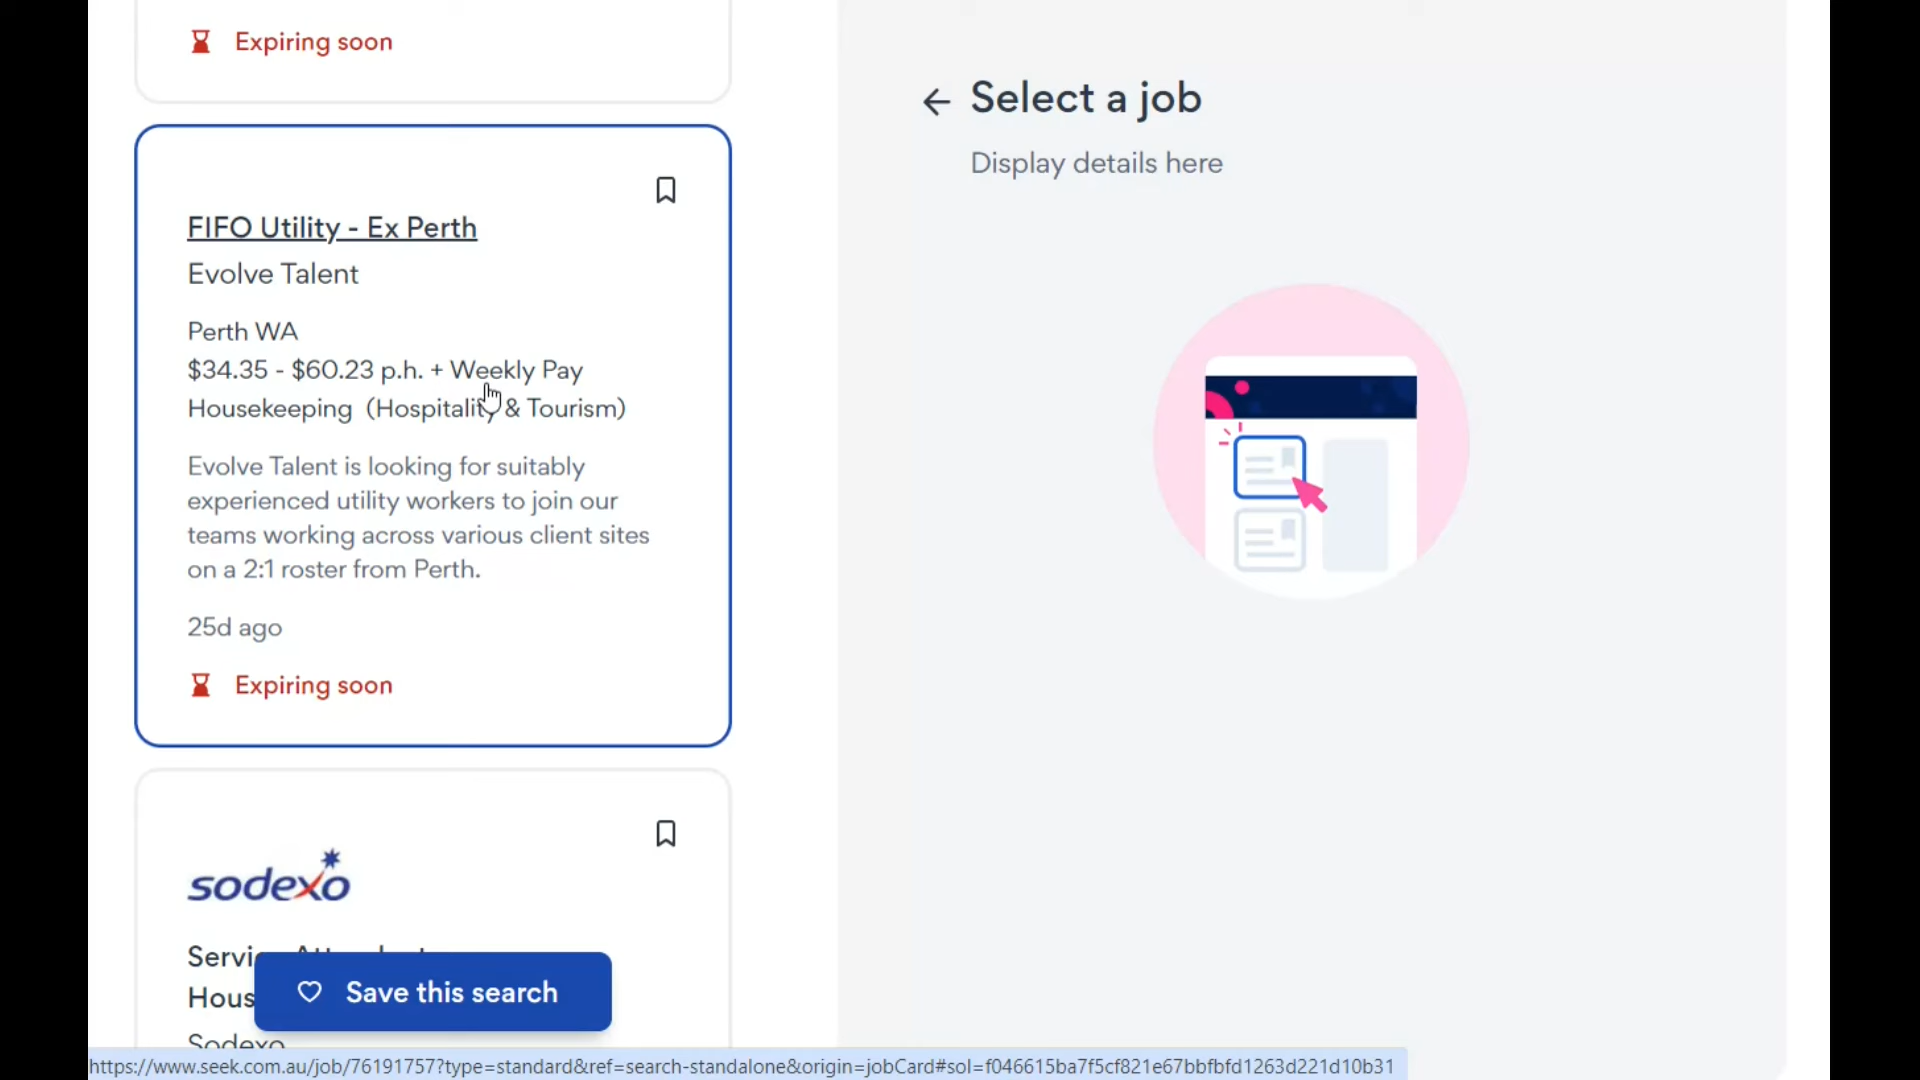 Expiring soon
FIFO Utility - Ex Perth
Evolve Talent
Perth WA
$34.35 - $60.23 p.h. + Weekly Pay
Housekeeping (Hospitality & Tourism)
Evolve Talent is looking for suitably
experienced utility workers to join our
teams working across various client sites
on a 2:1 roster from Perth.
25d ago
Expiring soon
sodexo
Sodexo
Save this search
Select a job
Display details here
https://www.seek.com.au/job/76191757?type=standard&ref=search-standalone&origin=jobCard#sol=f046615ba7f5cf821e67bbfbfd1263d221d10b31